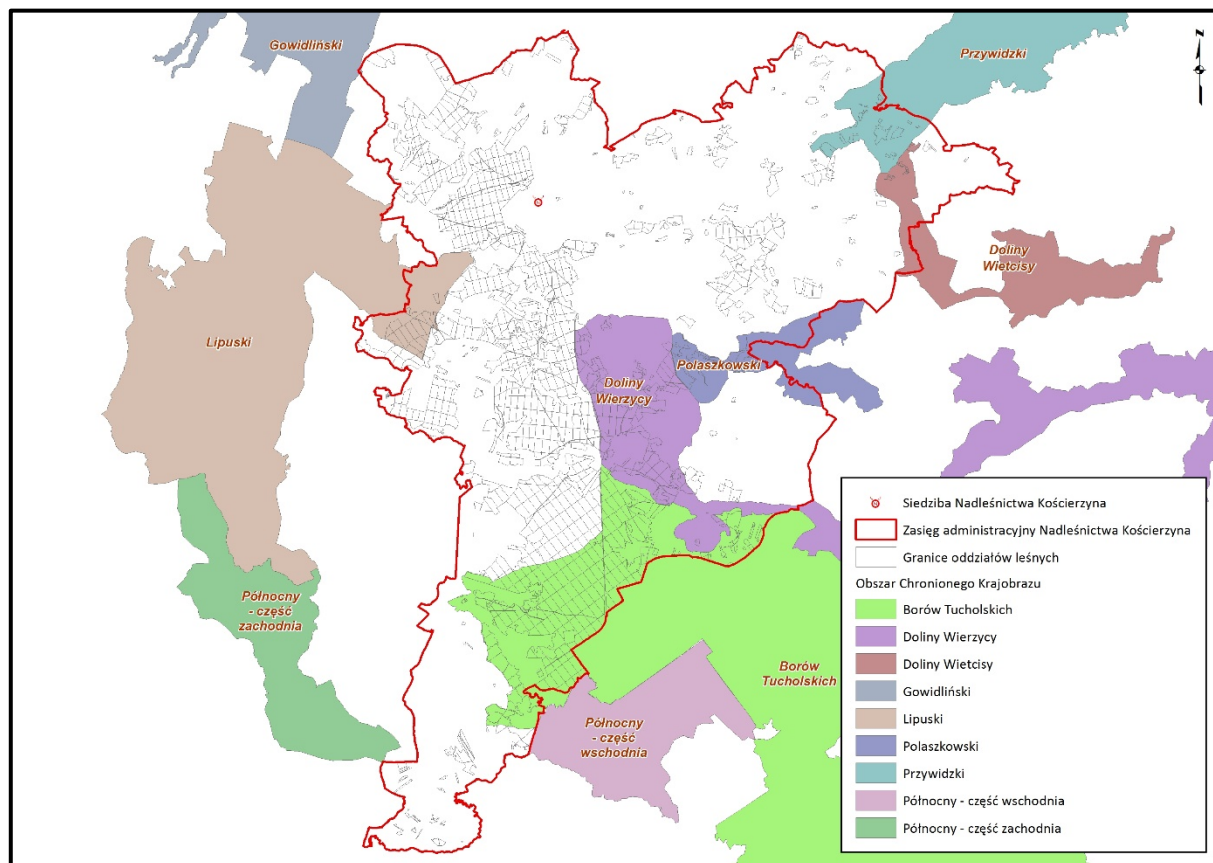 Gowidliński
Przywidzki
N
Doliny
Wietcisy
Lipuski
Polaszkowski
Doliny
Wierzycy
Północny
- część
zachodnia
Borów
Tucholskich
Północny
- część
wschodnia
Siedziba Nadleśnictwa Kościerzyna
Zasięg administracyjny Nadleśnictwa Kościerzyna
Granice oddziałów leśnych
Obszar Chronionego Krajobrazu
Borów Tucholskich
Doliny Wierzycy
Doliny Wietcisy
Gowidliński
Lipuski
Polaszkowski
Przywidzki
Północny - część wschodnia
Północny - część zachodnia